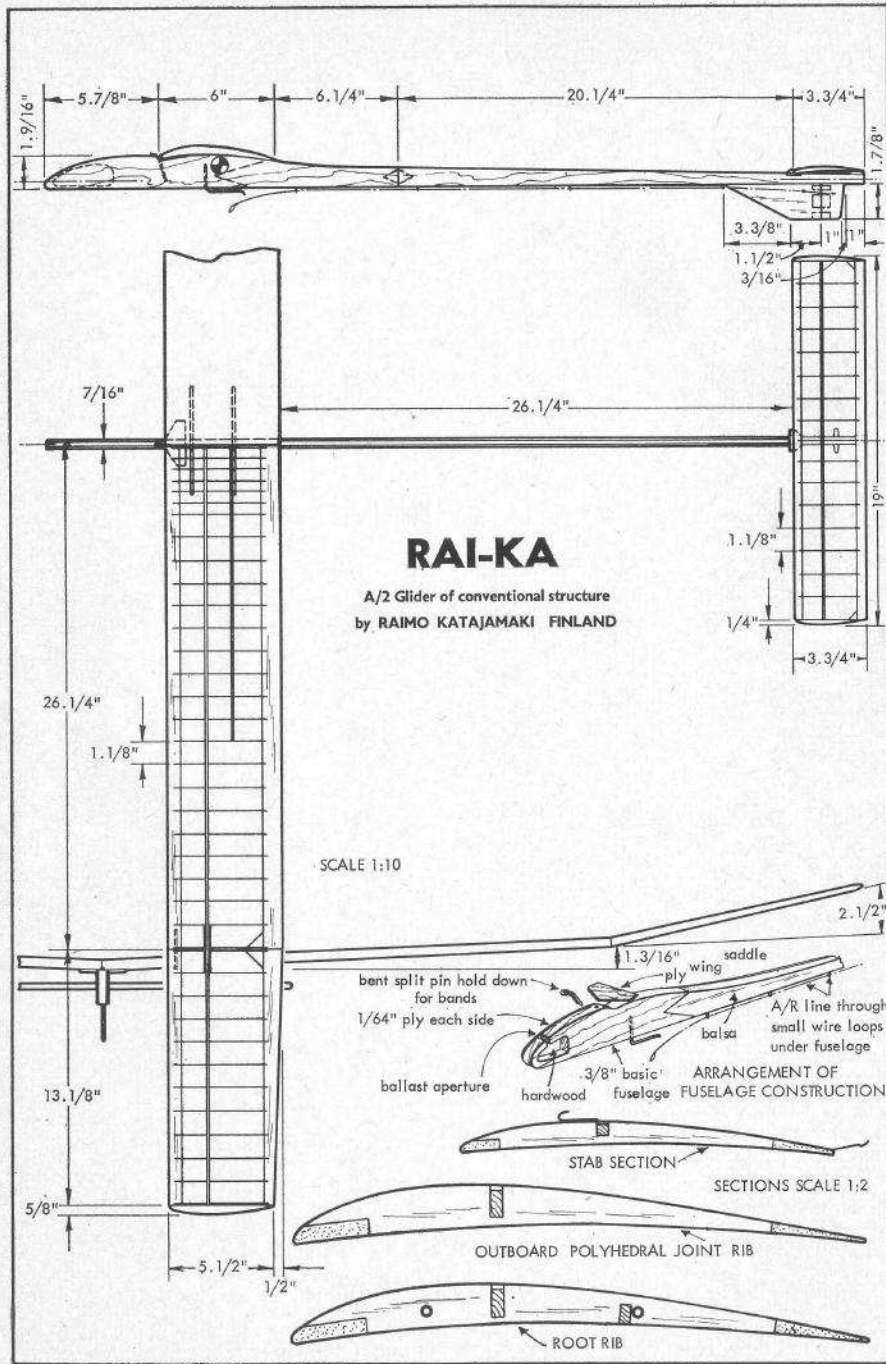 5.7/8"
6"
6.1/4"
20.1/4"
3.3/4"
1.9/16"
1.7/8"
3.3/8"
1"
1"
1.1/2"
3/16"
7/16"
26.1/4"
19"
RAI-KA
A/2 Glider of conventional structure
by RAIMO KATAJAMAKI FINLAND
1.1/8"
1/4"
3.3/4"
26.1/4"
1.1/8"
SCALE 1:10
2.1/2"
1.3/16"
bent split pin hold down
for bands
1/64" ply each side
ply
wing saddle
balsa
A/R line through
small wire loops
under fuselage
ballast aperture
hardwood
3/8" basic
fuselage
ARRANGEMENT OF
FUSELAGE CONSTRUCTION
13.1/8"
STAB SECTION
SECTIONS SCALE 1:2
5/8"
OUTBOARD POLYHEDRAL JOINT RIB
5.1/2"
1/2"
ROOT RIB